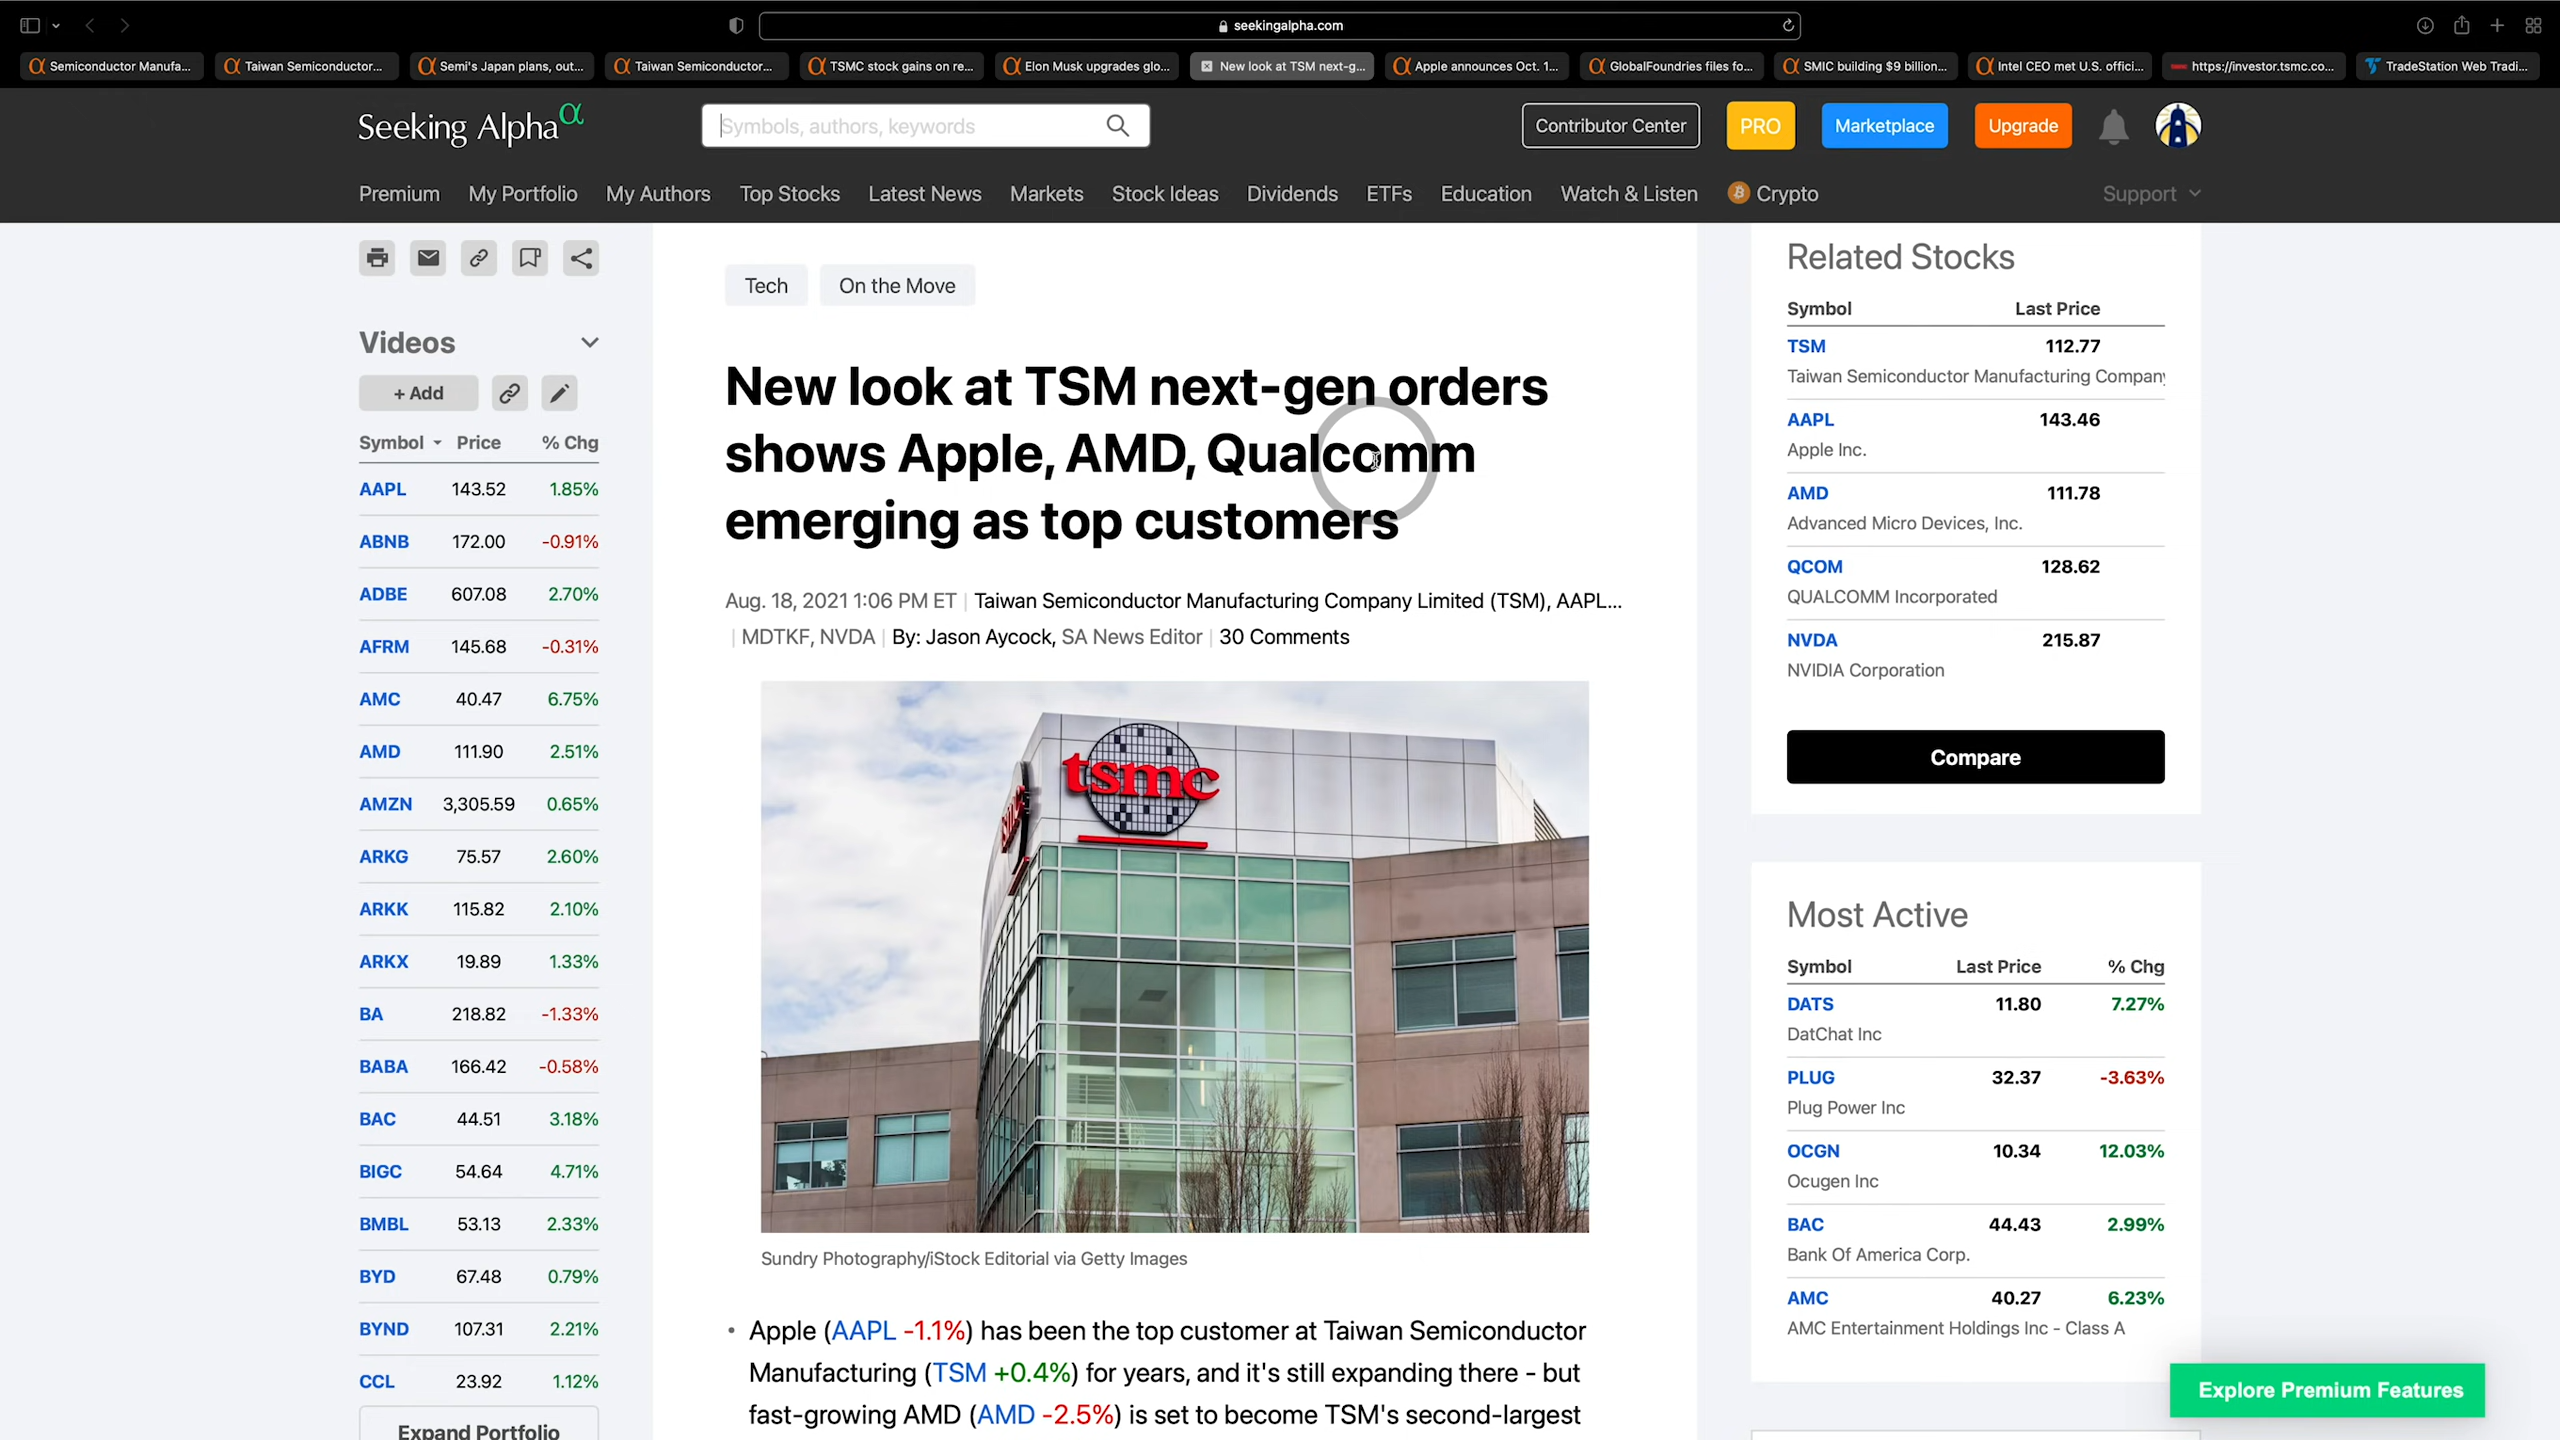 seekingalpha.com
Semiconductor Manufa...
Taiwan Semiconductor...
Semi's Japan plans, out...
Taiwan Semiconductor...
TSMC stock gains on re...
Elon Musk upgrades glo...
New look at TSM next-g...
Apple announces Oct. 1...
GlobalFoundries files fo...
SMIC building $9 billion...
Intel CEO met U.S. offici...
https://investor.tsmc.co...
TradeStation Web Tradi...
Seeking Alpha α
Symbols, authors, keywords
Contributor Center
PRO
Marketplace
Upgrade
Premium My Portfolio My Authors Top Stocks Latest News Markets Stock Ideas Dividends ETFs Education Watch & Listen Crypto Support
Videos
+ Add
Symbol Price % Chg
AAPL 143.52 1.85%
ABNB 172.00 -0.91%
ADBE 607.08 2.70%
AFRM 145.68 -0.31%
AMC 40.47 6.75%
AMD 111.90 2.51%
AMZN 3,305.59 0.65%
ARKG 75.57 2.60%
ARKK 115.82 2.10%
ARKX 19.89 1.33%
BA 218.82 -1.33%
BABA 166.42 -0.58%
BAC 44.51 3.18%
BIGC 54.64 4.71%
BMBL 53.13 2.33%
BYD 67.48 0.79%
BYND 107.31 2.21%
CCL 23.92 1.12%
Expand Portfolio
Tech On the Move
New look at TSM next-gen orders
shows Apple, AMD, Qualcomm
emerging as top customers
Aug. 18, 2021 1:06 PM ET | Taiwan Semiconductor Manufacturing Company Limited (TSM), AAPL...
| MDTKF, NVDA | By: Jason Aycock, SA News Editor | 30 Comments
tsmc
Sundry Photography/iStock Editorial via Getty Images
• Apple (AAPL -1.1%) has been the top customer at Taiwan Semiconductor
Manufacturing (TSM +0.4%) for years, and it's still expanding there - but
fast-growing AMD (AMD -2.5%) is set to become TSM's second-largest
Related Stocks
Symbol Last Price
TSM 112.77
Taiwan Semiconductor Manufacturing Company
AAPL 143.46
Apple Inc.
AMD 111.78
Advanced Micro Devices, Inc.
QCOM 128.62
QUALCOMM Incorporated
NVDA 215.87
NVIDIA Corporation
Compare
Most Active
Symbol Last Price % Chg
DATS 11.80 7.27%
DatChat Inc
PLUG 32.37 -3.63%
Plug Power Inc
OCGN 10.34 12.03%
Ocugen Inc
BAC 44.43 2.99%
Bank Of America Corp.
AMC 40.27 6.23%
AMC Entertainment Holdings Inc - Class A
Explore Premium Features